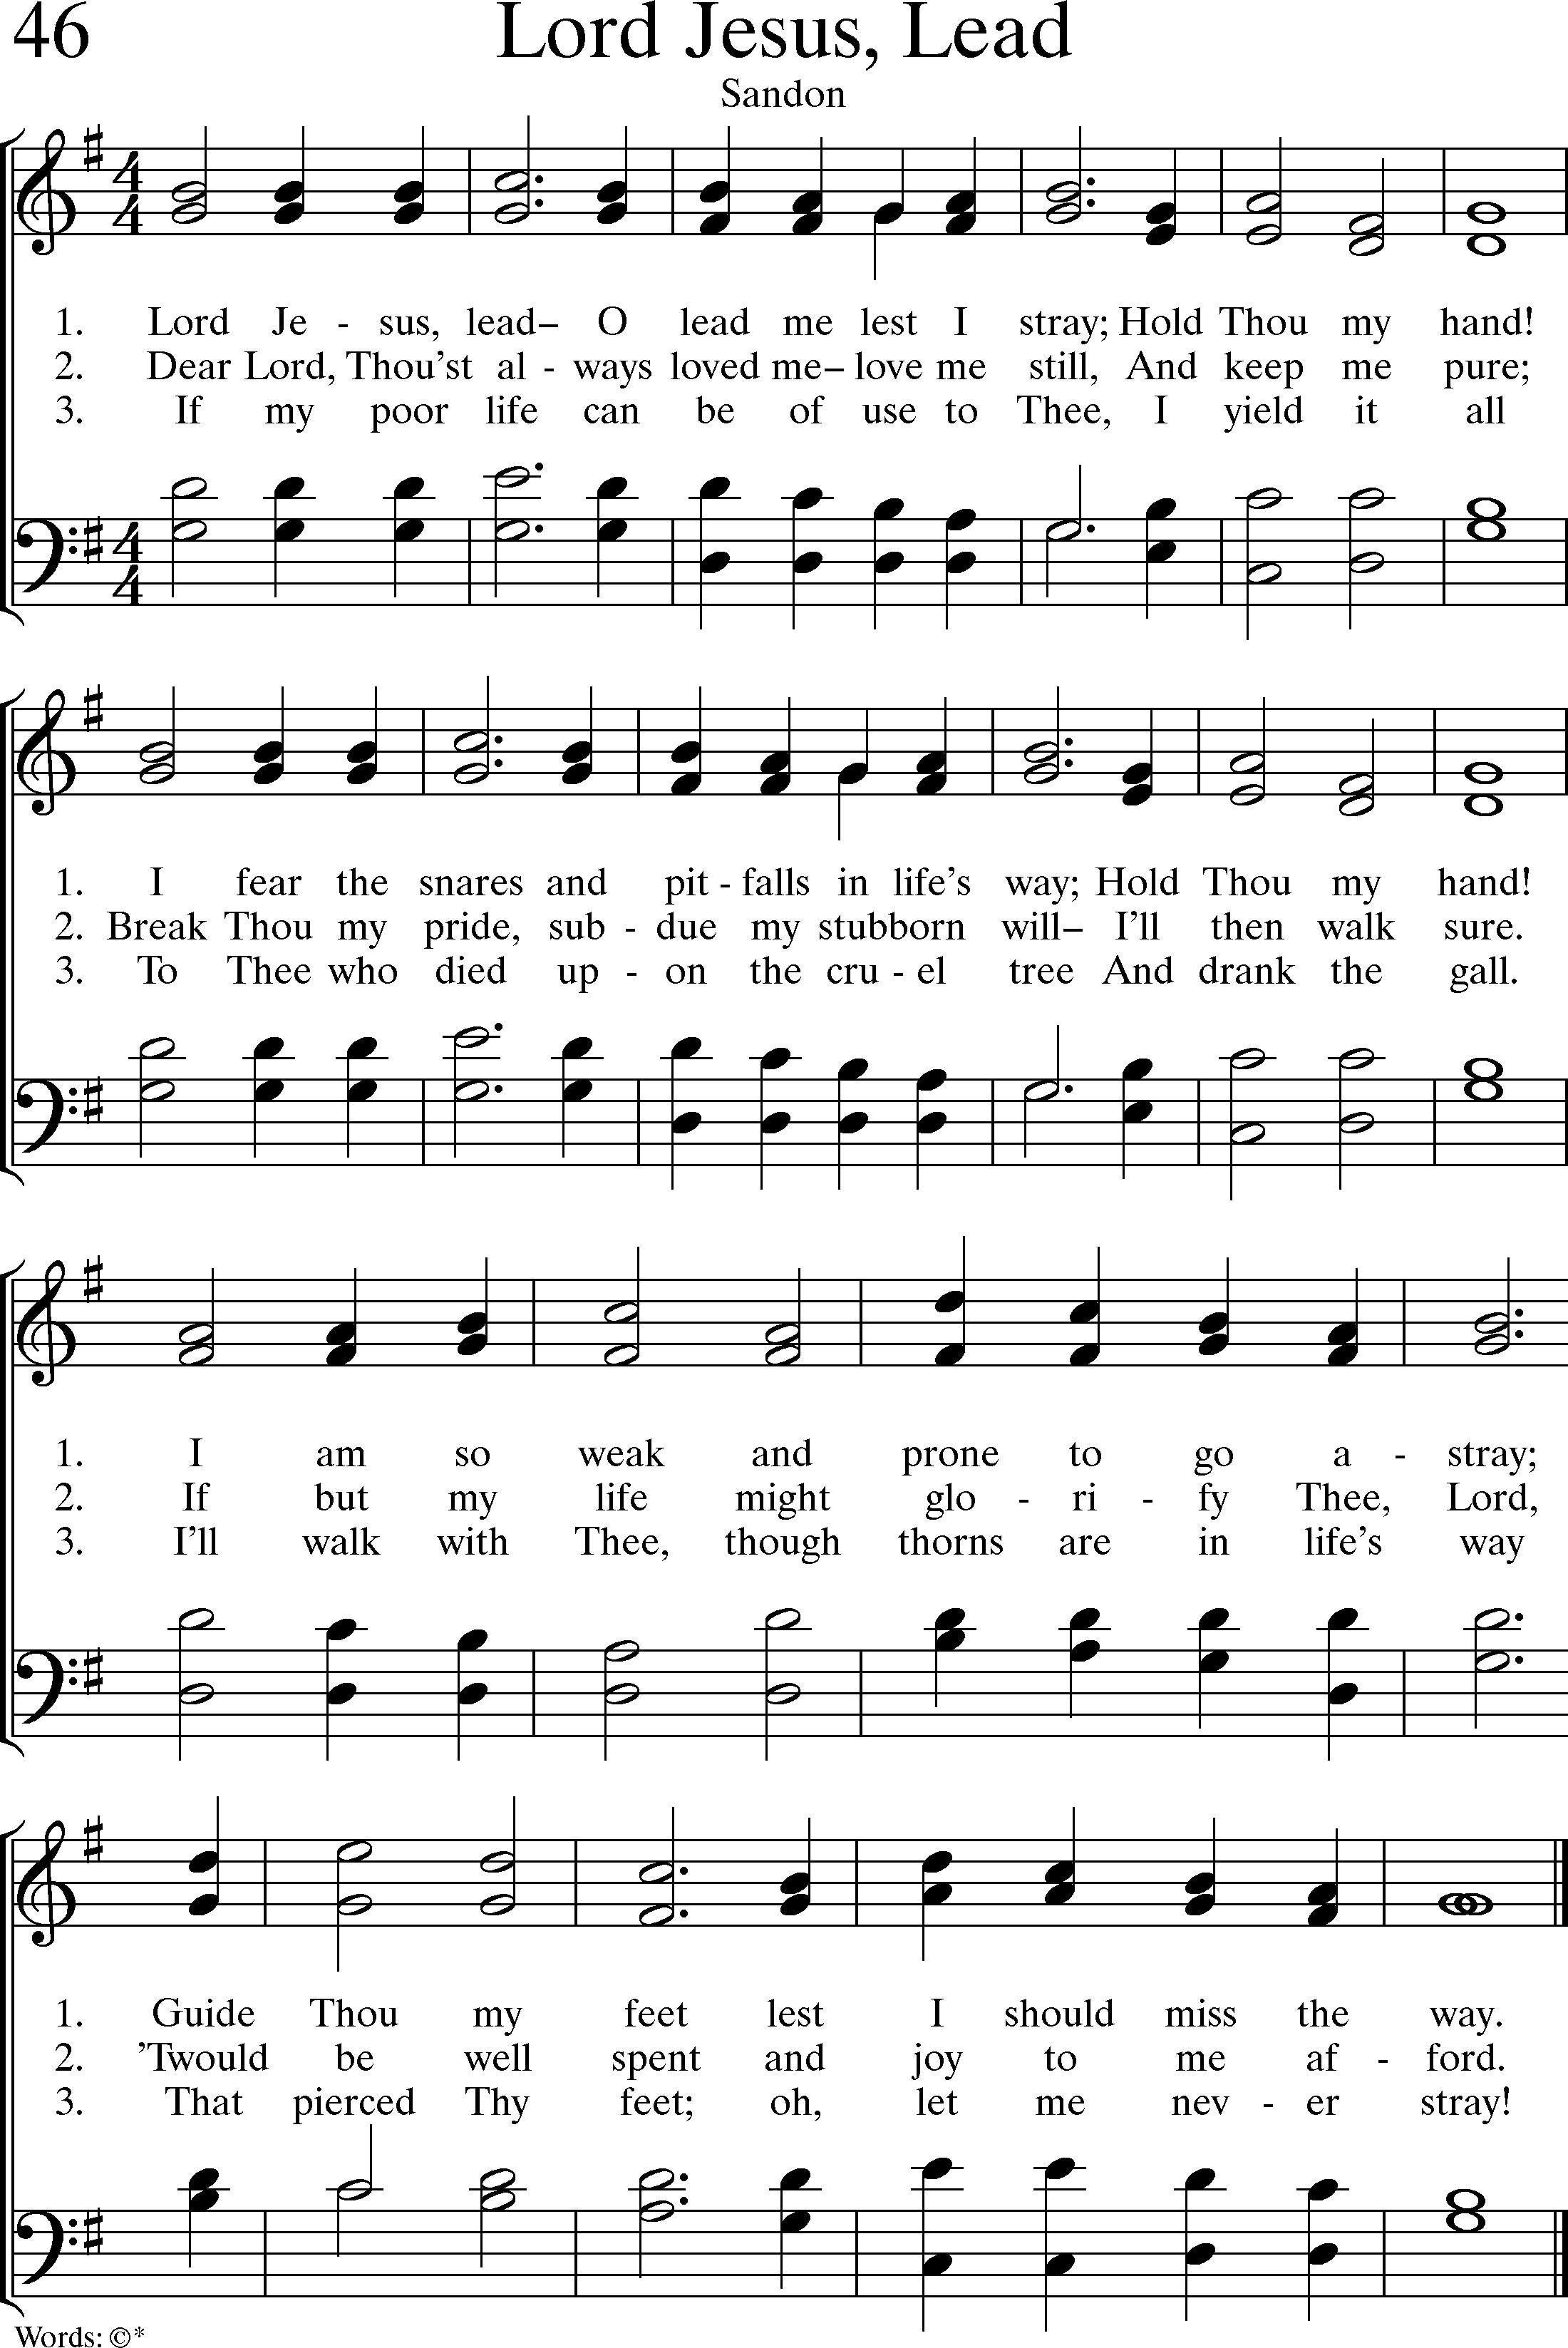 46 Lord Jesus, Lead
Sandon
1. Lord Je - sus, lead– O lead me lest I stray; Hold Thou my hand!
2. Dear Lord, Thou'st al - ways loved me– love me still, And keep me pure;
3. If my poor life can be of use to Thee, I yield it all
1. I fear the snares and pit - falls in life's way; Hold Thou my hand!
2. Break Thou my pride, sub - due my stubborn will– I'll then walk sure.
3. To Thee who died up - on the cru - el tree And drank the gall.
1. I am so weak and prone to go a - stray;
2. If but my life might glo - ri - fy Thee, Lord,
3. I'll walk with Thee, though thorns are in life's way
1. Guide Thou my feet lest I should miss the way.
2. 'Twould be well spent and joy to me af - ford.
3. That pierced Thy feet; oh, let me nev - er stray!
Words: ©*